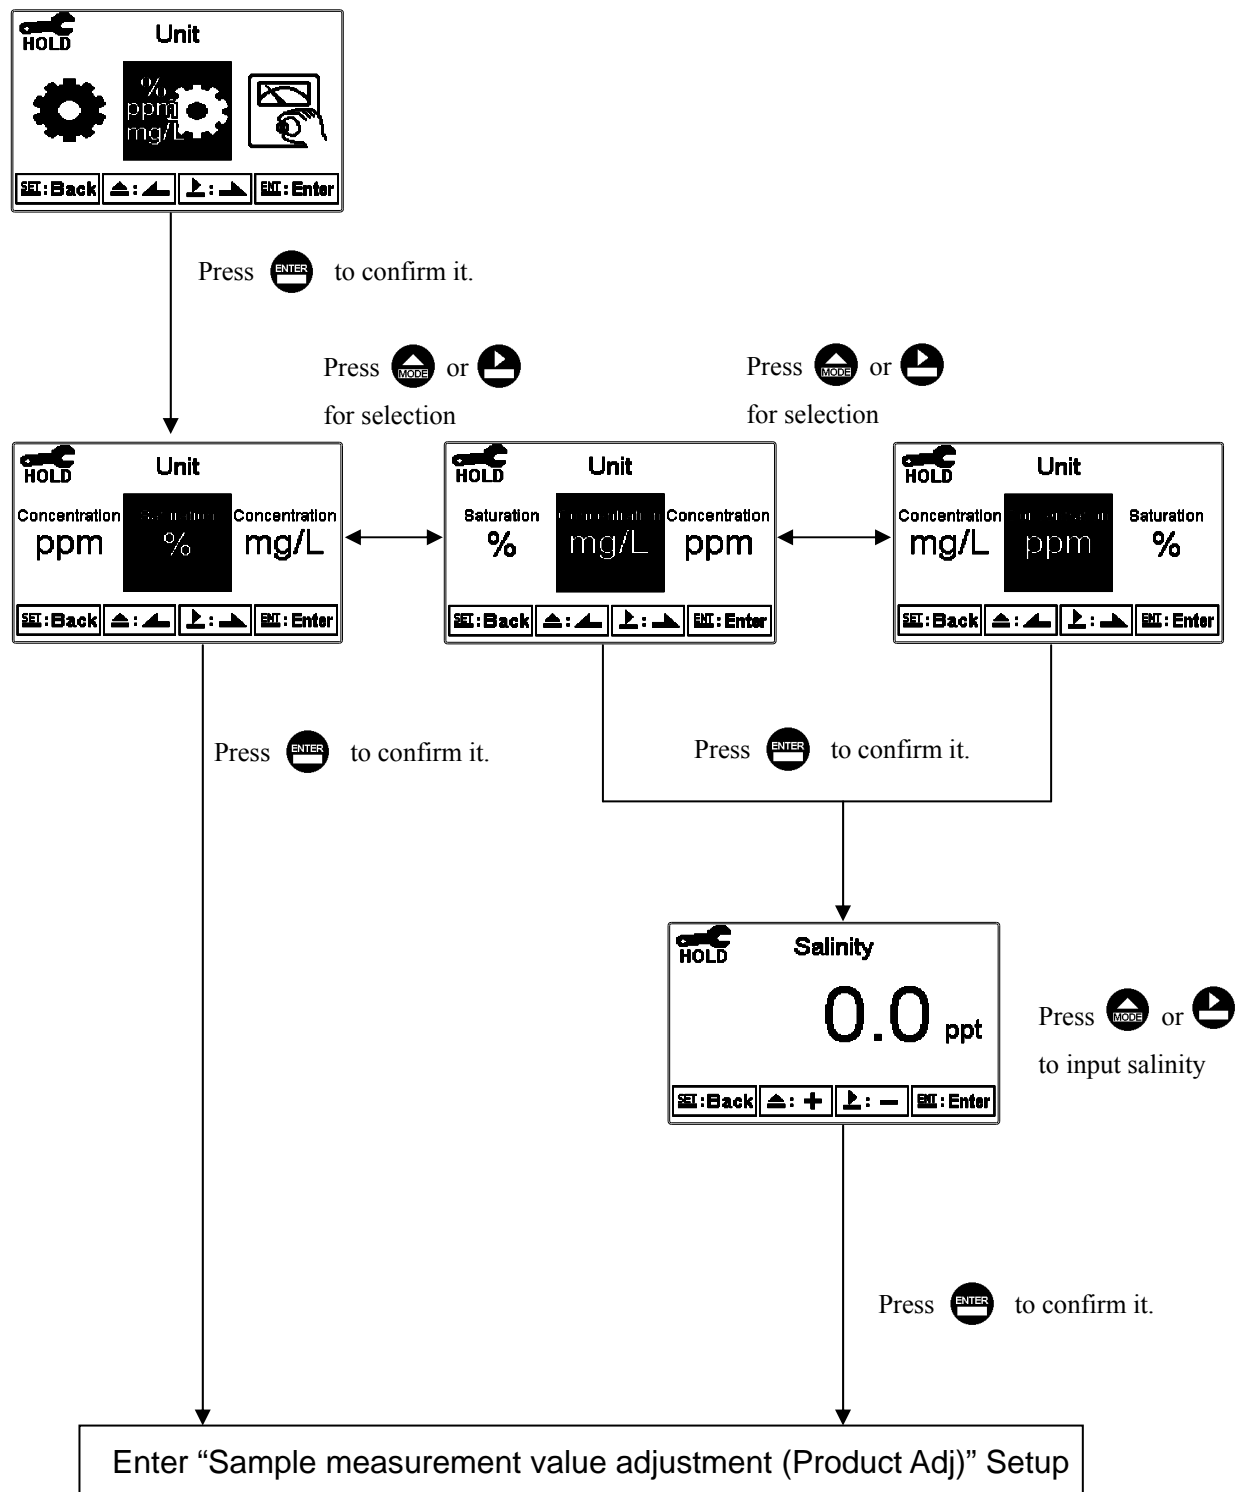 HOLD
Unit
%
ppm
mg/L
SET:Back
ENT:Enter
Press ENTER to confirm it.
Press MODE or
for selection
Press MODE or
for selection
HOLD
Unit
Concentration
ppm
Saturation
%
Concentration
mg/L
SET:Back
ENT:Enter
HOLD
Unit
Saturation
%
Concentration
mg/L
Concentration
ppm
SET:Back
ENT:Enter
HOLD
Unit
Concentration
mg/L
Concentration
ppm
Saturation
%
SET:Back
ENT:Enter
Press ENTER to confirm it.
Press ENTER to confirm it.
HOLD
Salinity
0.0 ppt
SET:Back
: +
: −
ENT:Enter
Press MODE or
to input salinity
Press ENTER to confirm it.
Enter “Sample measurement value adjustment (Product Adj)” Setup